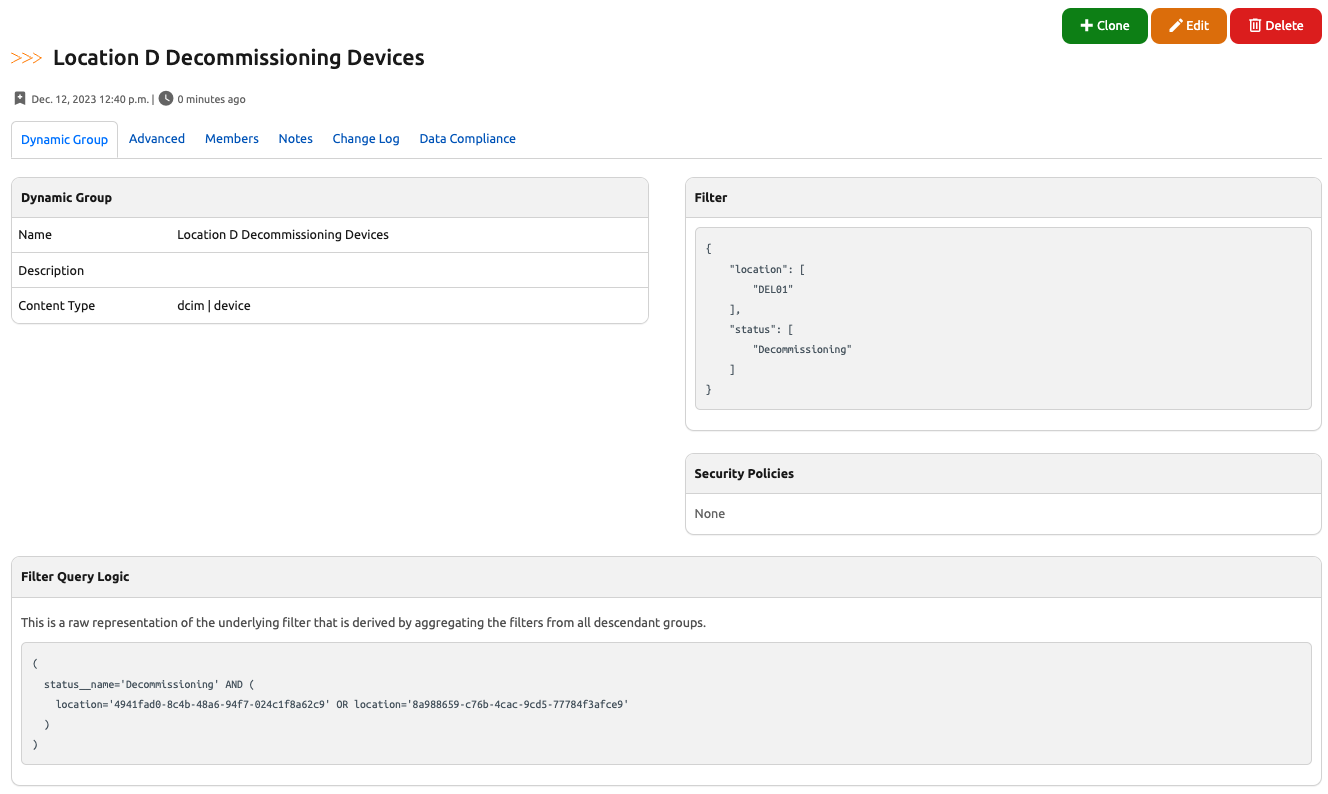 Clone Edit Delete
>>> Location D Decommissioning Devices
Dec. 12, 2023 12:40 p.m. | 0 minutes ago
Dynamic Group Advanced Members Notes Change Log Data Compliance
Dynamic Group
Name Location D Decommissioning Devices
Description
Content Type dcim | device
Filter
{
"location": [
"DEL01"
],
"status": [
"Decommissioning"
]
}
Security Policies
None
Filter Query Logic
This is a raw representation of the underlying filter that is derived by aggregating the filters from all descendant groups.
(
status__name='Decommissioning' AND (
location='4941fad0-8c4b-48a6-94f7-024c1f8a62c9' OR location='8a988659-c76b-4cac-9cd5-77784f3afce9'
)
)